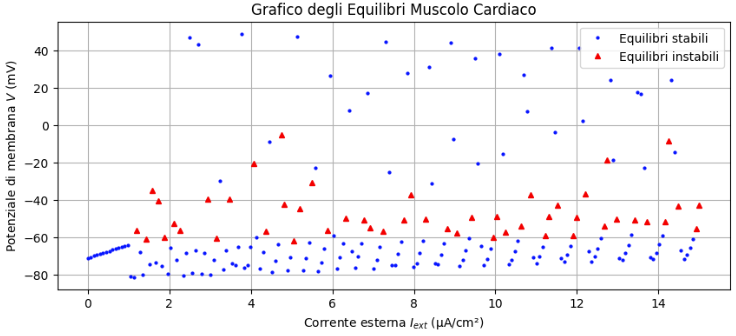 Grafico degli Equilibri Muscolo Cardiaco
Potenziale di membrana V (mV)
40
20
0
−20
−40
−60
−80
Equilibri stabili
Equilibri instabili
0 2 4 6 8 10 12 14
Corrente esterna I_ext (μA/cm²)